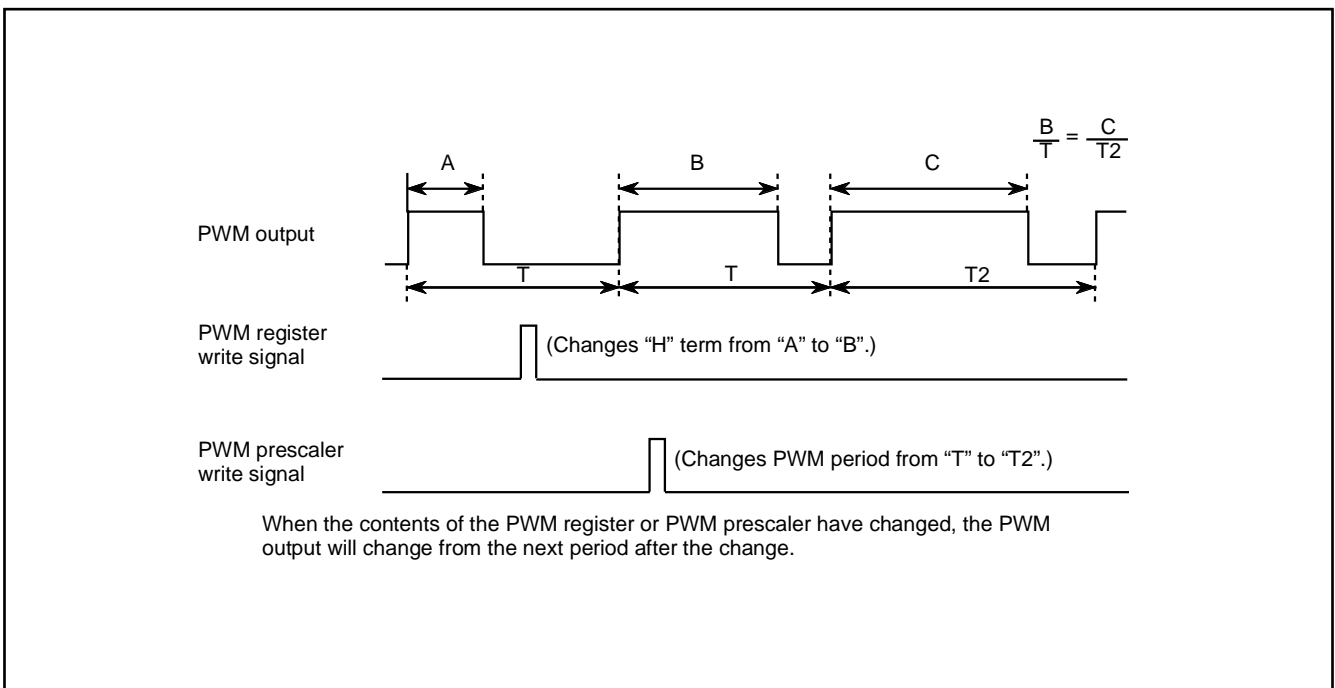 B/T = C/T2
A
B
C
PWM output
T
T
T2
PWM register
write signal
(Changes “H” term from “A” to “B”.)
PWM prescaler
write signal
(Changes PWM period from “T” to “T2”.)
When the contents of the PWM register or PWM prescaler have changed, the PWM
output will change from the next period after the change.